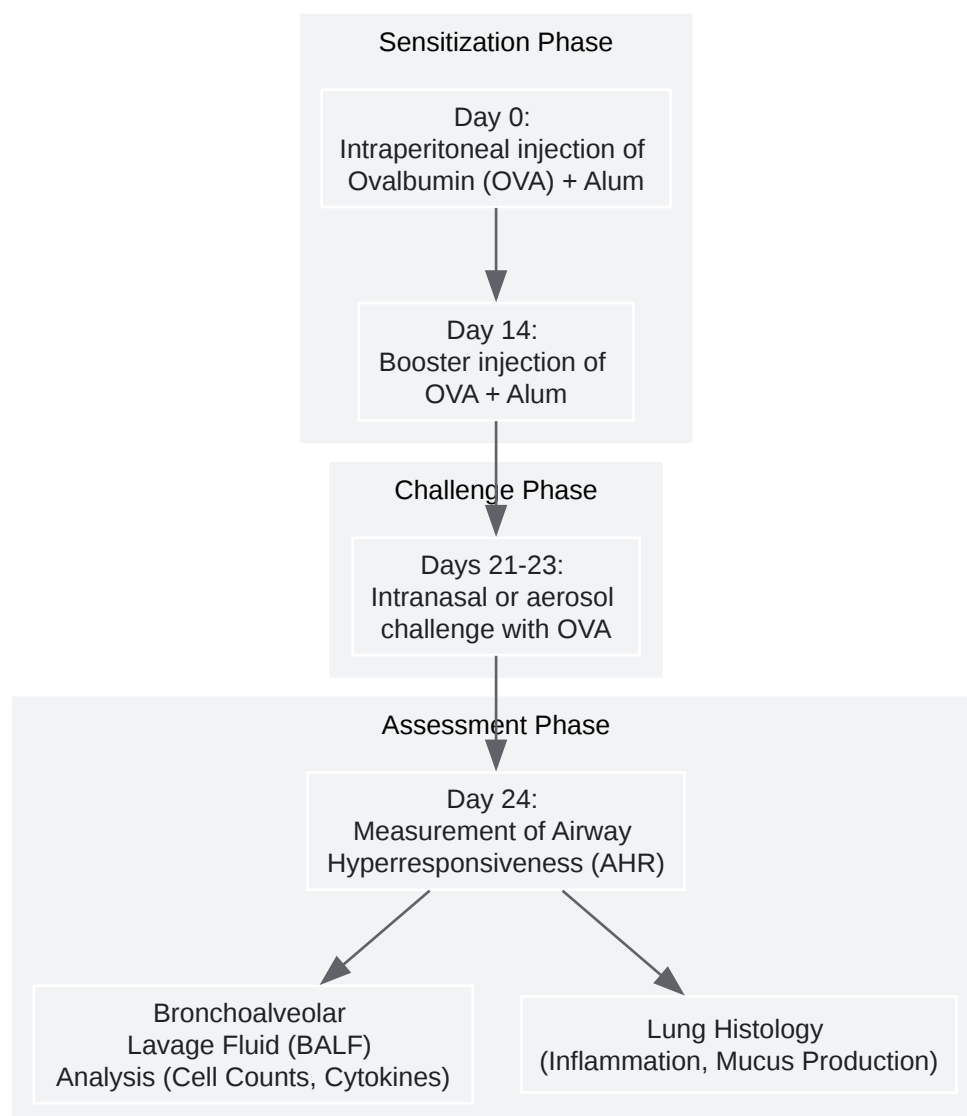 Sensitization Phase
Day 0:
Intraperitoneal injection of
Ovalbumin (OVA) + Alum
Day 14:
Booster injection of
OVA + Alum
Challenge Phase
Days 21-23:
Intranasal or aerosol
challenge with OVA
Assessment Phase
Day 24:
Measurement of Airway
Hyperresponsiveness (AHR)
Bronchoalveolar
Lavage Fluid (BALF)
Analysis (Cell Counts, Cytokines)
Lung Histology
(Inflammation, Mucus Production)